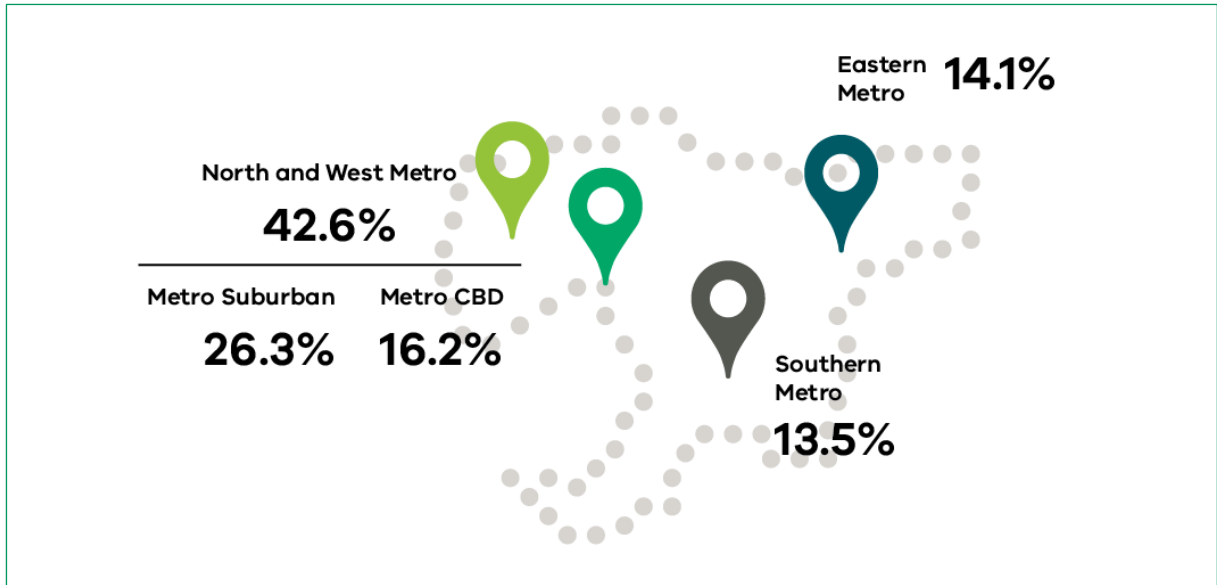 Eastern
Metro
14.1%
North and West Metro
42.6%
Metro Suburban
26.3%
Metro CBD
16.2%
Southern
Metro
13.5%